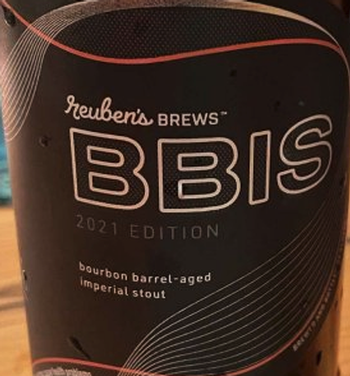 reuben's BREWS™
BBIS
2021 EDITION
bourbon barrel-aged
imperial stout